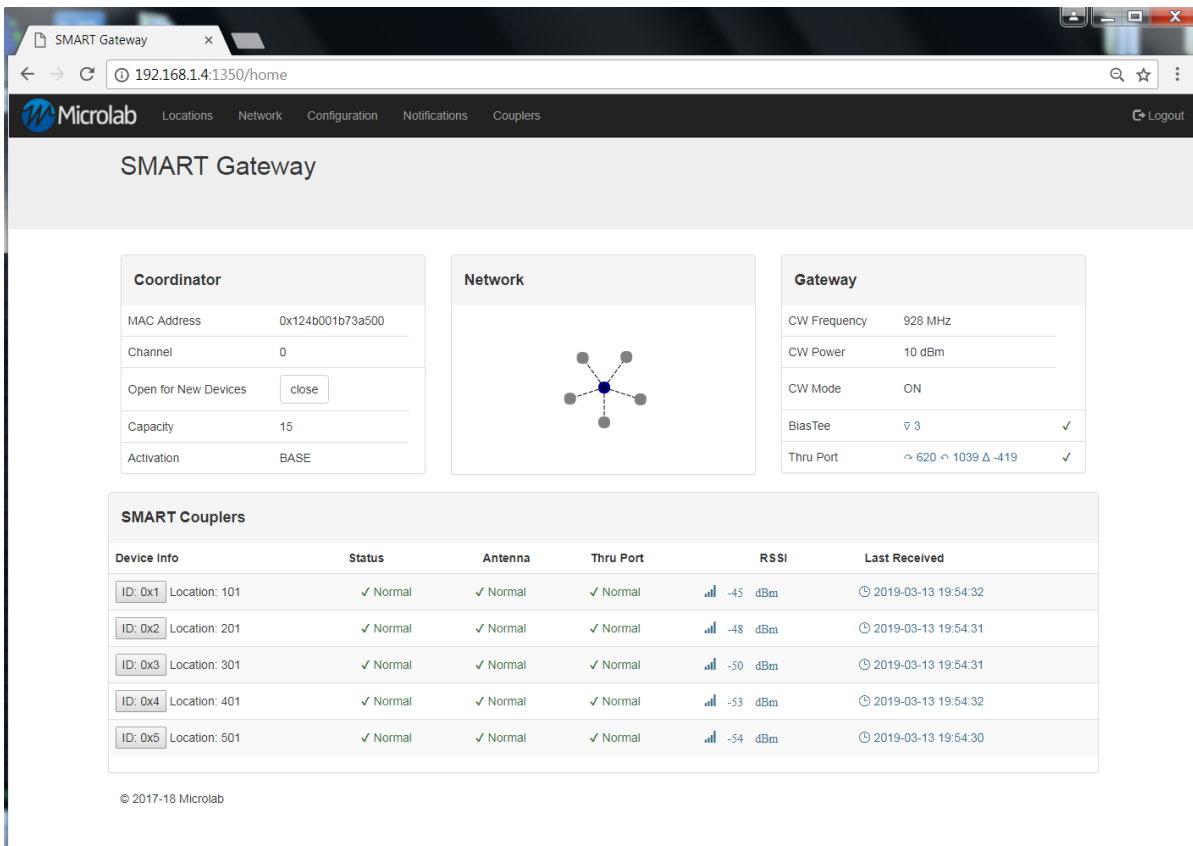 SMART Gateway
192.168.1.4:1350/home
Microlab Locations Network Configuration Notifications Couplers Logout
SMART Gateway
Coordinator
MAC Address 0x124b001b73a500
Channel 0
Open for New Devices close
Capacity 15
Activation BASE
Network
Gateway
CW Frequency 928 MHz
CW Power 10 dBm
CW Mode ON
BiasTee ⊽ 3 ✓
Thru Port ↷ 620 ↶ 1039 Δ -419 ✓
SMART Couplers
Device Info Status Antenna Thru Port RSSI Last Received
ID: 0x1 Location: 101 ✓ Normal ✓ Normal ✓ Normal -45 dBm 2019-03-13 19:54:32
ID: 0x2 Location: 201 ✓ Normal ✓ Normal ✓ Normal -48 dBm 2019-03-13 19:54:31
ID: 0x3 Location: 301 ✓ Normal ✓ Normal ✓ Normal -50 dBm 2019-03-13 19:54:31
ID: 0x4 Location: 401 ✓ Normal ✓ Normal ✓ Normal -53 dBm 2019-03-13 19:54:32
ID: 0x5 Location: 501 ✓ Normal ✓ Normal ✓ Normal -54 dBm 2019-03-13 19:54:30
© 2017-18 Microlab